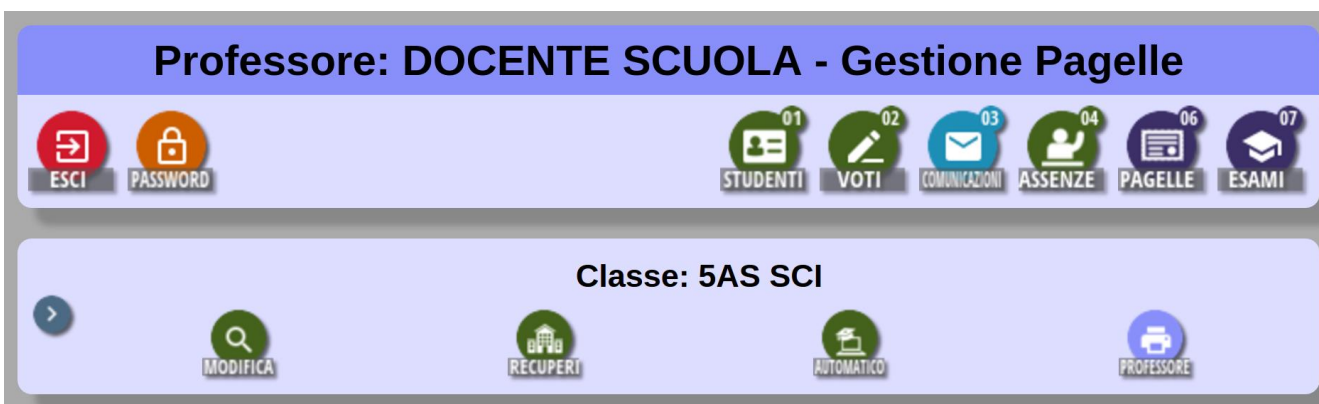 Professore: DOCENTE SCUOLA - Gestione Pagelle
01 02 03 04 06 07
ESCI PASSWORD STUDENTI VOTI COMUNICAZIONI ASSENZE PAGELLE ESAMI
Classe: 5AS SCI
MODIFICA RECUPERI AUTOMATICO PROFESSORE